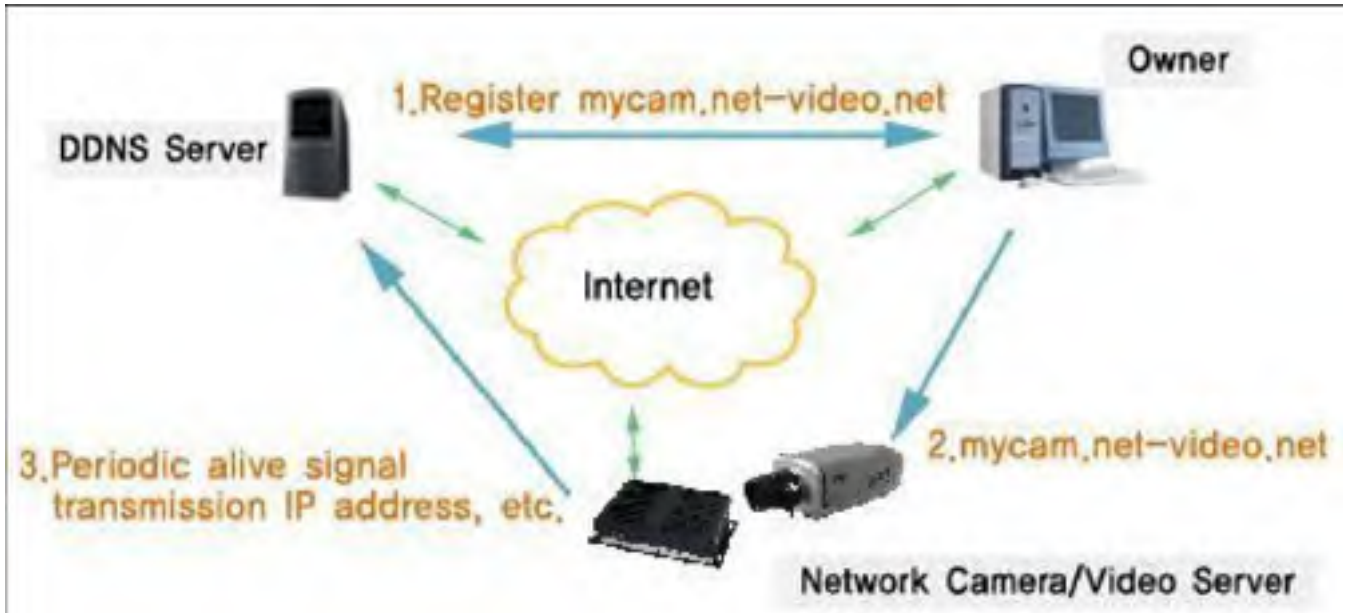 Owner
1.Register mycam.net-video.net
DDNS Server
Internet
2.mycam.net-video.net
3.Periodic alive signal
transmission IP address, etc.
Network Camera/Video Server